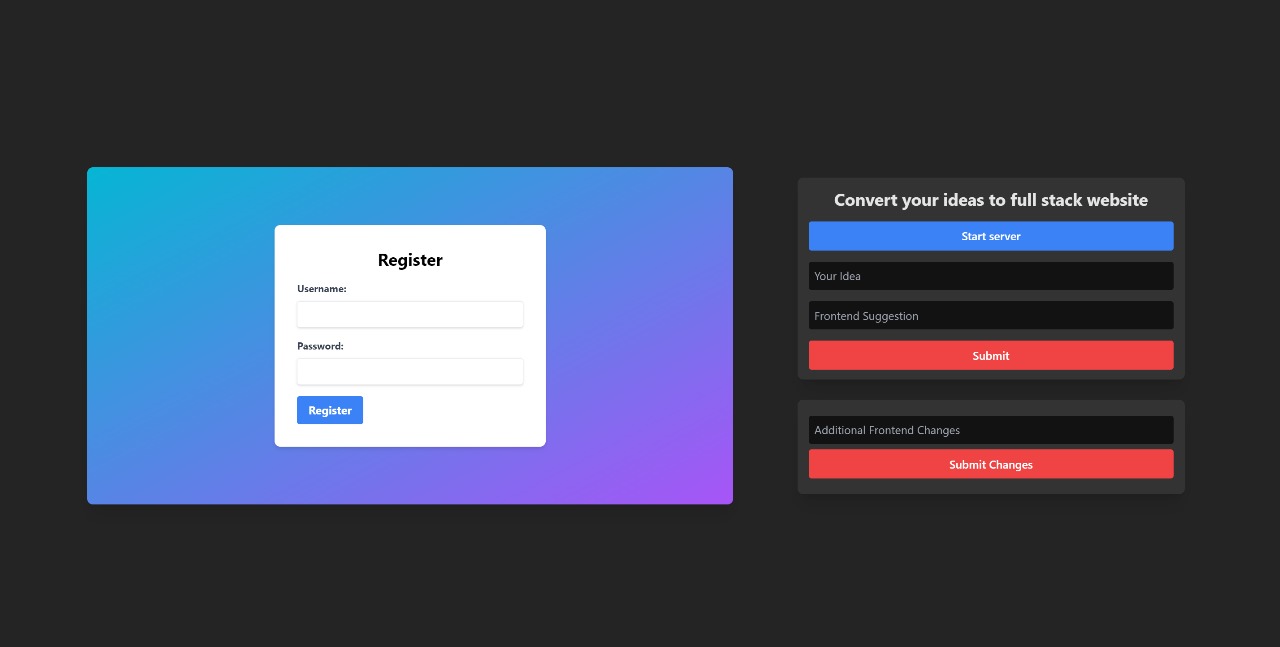 Register
Username:
Password:
Register
Convert your ideas to full stack website
Start server
Your Idea
Frontend Suggestion
Submit
Additional Frontend Changes
Submit Changes